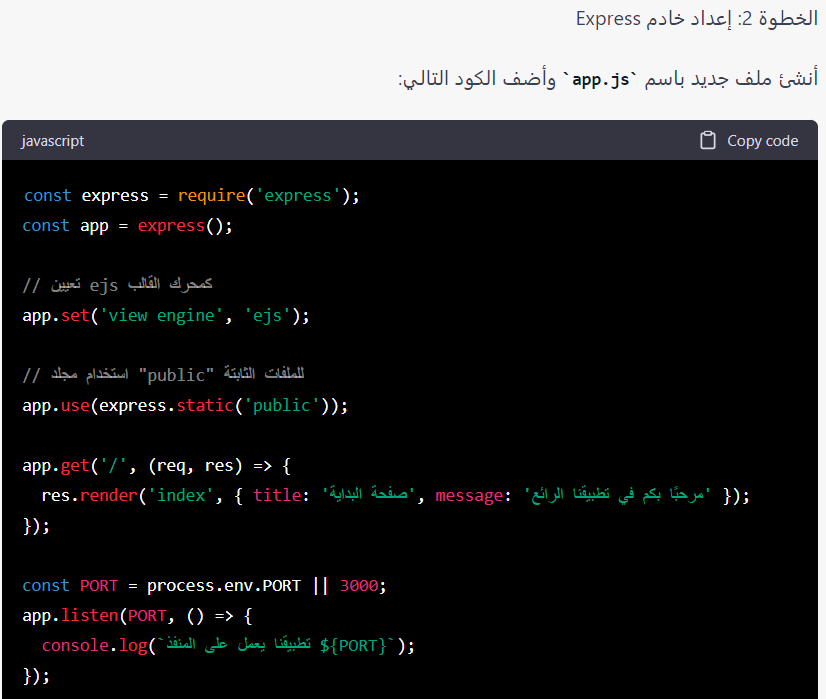 الخطوة 2: إعداد خادم Express
أنشئ ملف جديد باسم `app.js` وأضف الكود التالي:
javascript
Copy code
const express = require('express');
const app = express();
// تعيين ejs كمحرك القالب
app.set('view engine', 'ejs');
// استخدام مجلد "public" للملفات الثابتة
app.use(express.static('public'));
app.get('/', (req, res) => {
res.render('index', { title: 'صفحة البداية', message: 'مرحبًا بكم في تطبيقنا الرائع' });
});
const PORT = process.env.PORT || 3000;
app.listen(PORT, () => {
console.log(`تطبيقنا يعمل على المنفذ ${PORT}`);
});